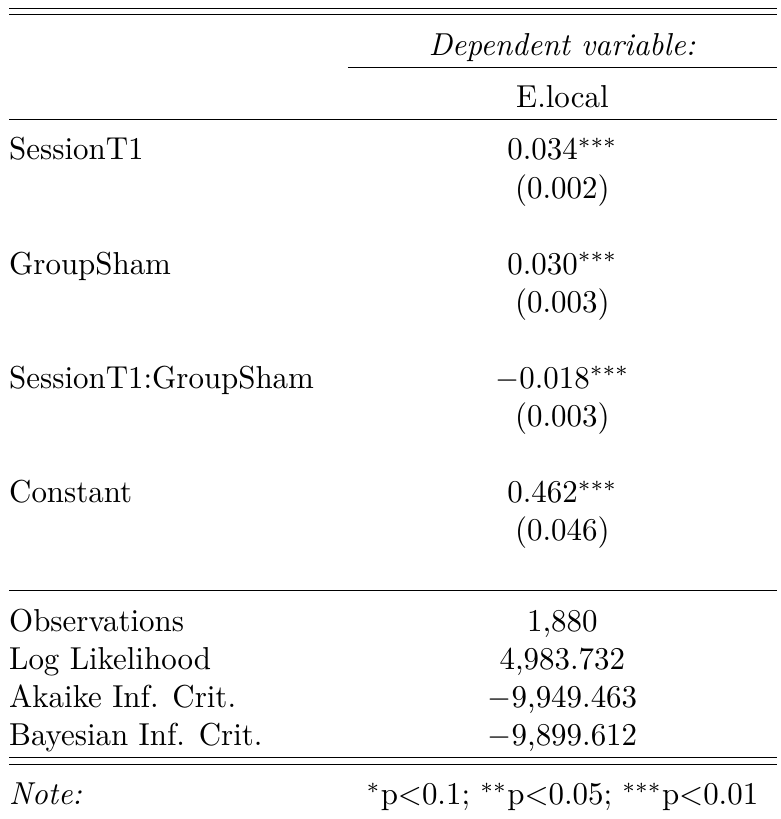 Dependent variable:
E.local
SessionT1 0.034***
(0.002)
GroupSham 0.030***
(0.003)
SessionT1:GroupSham −0.018***
(0.003)
Constant 0.462***
(0.046)
Observations 1,880
Log Likelihood 4,983.732
Akaike Inf. Crit. −9,949.463
Bayesian Inf. Crit. −9,899.612
Note: *p<0.1; **p<0.05; ***p<0.01